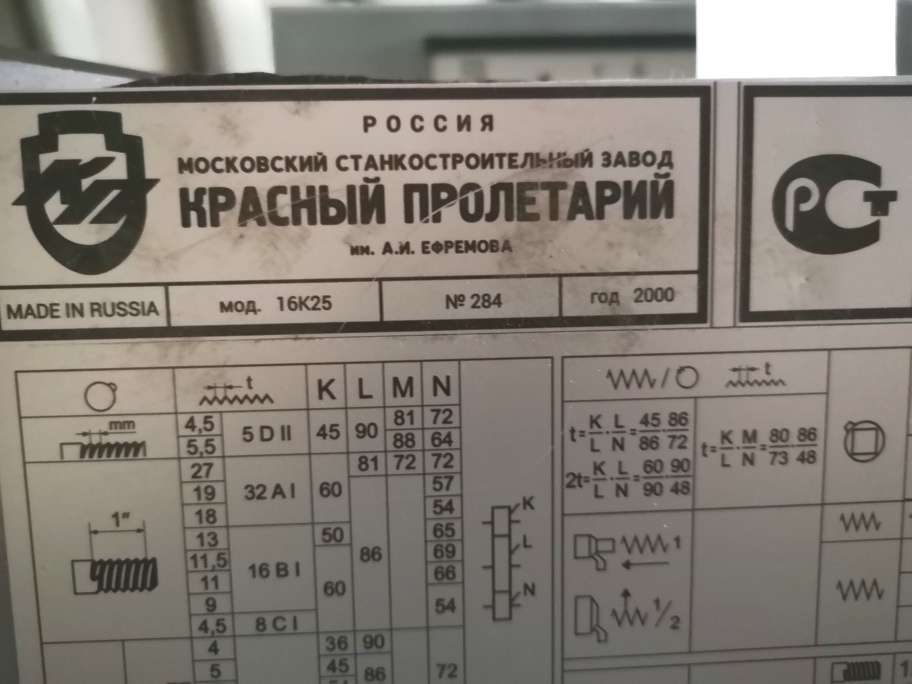 РОССИЯ
МОСКОВСКИЙ СТАНКОСТРОИТЕЛЬНЫЙ ЗАВОД
КРАСНЫЙ ПРОЛЕТАРИЙ
им. А.И. ЕФРЕМОВА
РСТ
MADE IN RUSSIA
мод. 16К25
№ 284
год 2000
t K L M N
mm 4,5 5 D II 45 90 81 72
5,5 88 64
27 32 A I 60 81 72 72
19 57
18 54
1" 13 16 B I 50 86 65
11,5 60 69
11 66
9 54
4,5 8 C I
4 36 90
5 45 86 72
K
L
N
t
t=K/L·L/N=45/86·86/72
2t=K/L·L/N=60/90·90/48
t=K/L·M/N=80/73·86/48
1
1/2